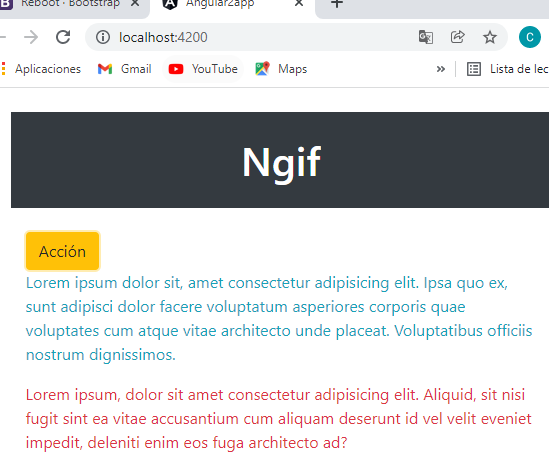 Reboot · Bootstrap
Angular2app
localhost:4200
C
Aplicaciones Gmail YouTube Maps » Lista de lec
Ngif
Acción
Lorem ipsum dolor sit, amet consectetur adipisicing elit. Ipsa quo ex,
sunt adipisci dolor facere voluptatum asperiores corporis quae
voluptates cum atque vitae architecto unde placeat. Voluptatibus officiis
nostrum dignissimos.
Lorem ipsum, dolor sit amet consectetur adipisicing elit. Aliquid, sit nisi
fugit sint ea vitae accusantium cum aliquam deserunt id vel velit eveniet
impedit, deleniti enim eos fuga architecto ad?